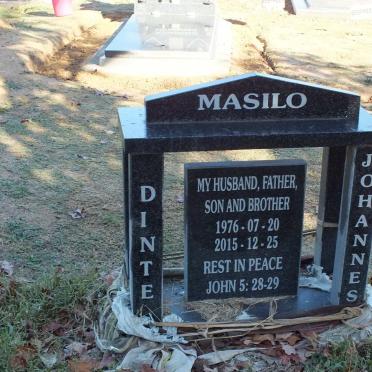 MASILO
DINTE
JOHANNES
MY HUSBAND, FATHER,
SON AND BROTHER
1976 - 07 - 20
2015 - 12 - 25
REST IN PEACE
JOHN 5: 28-29